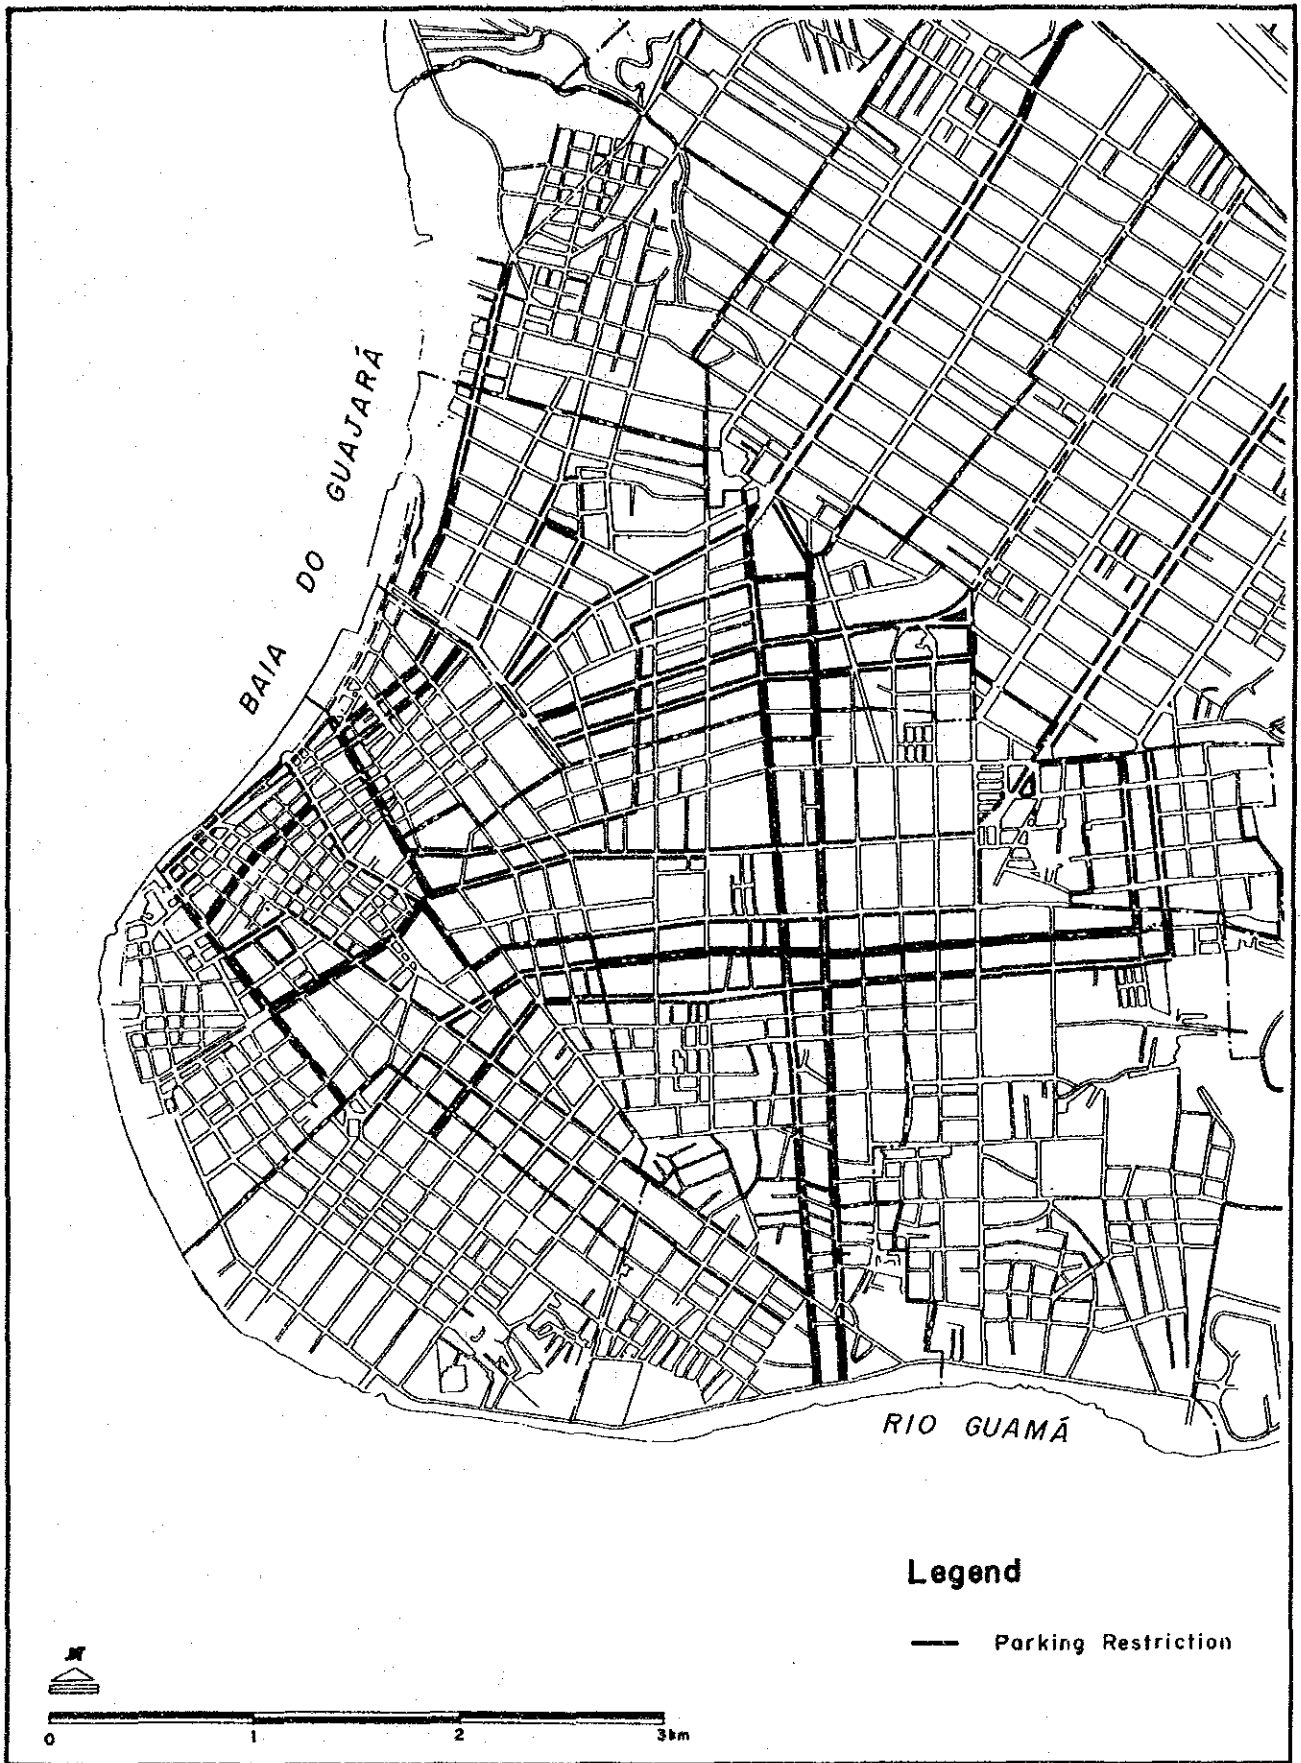 BAIA DO GUAJARÁ
RIO GUAMÁ
Legend
Parking Restriction
N
0 1 2 3km